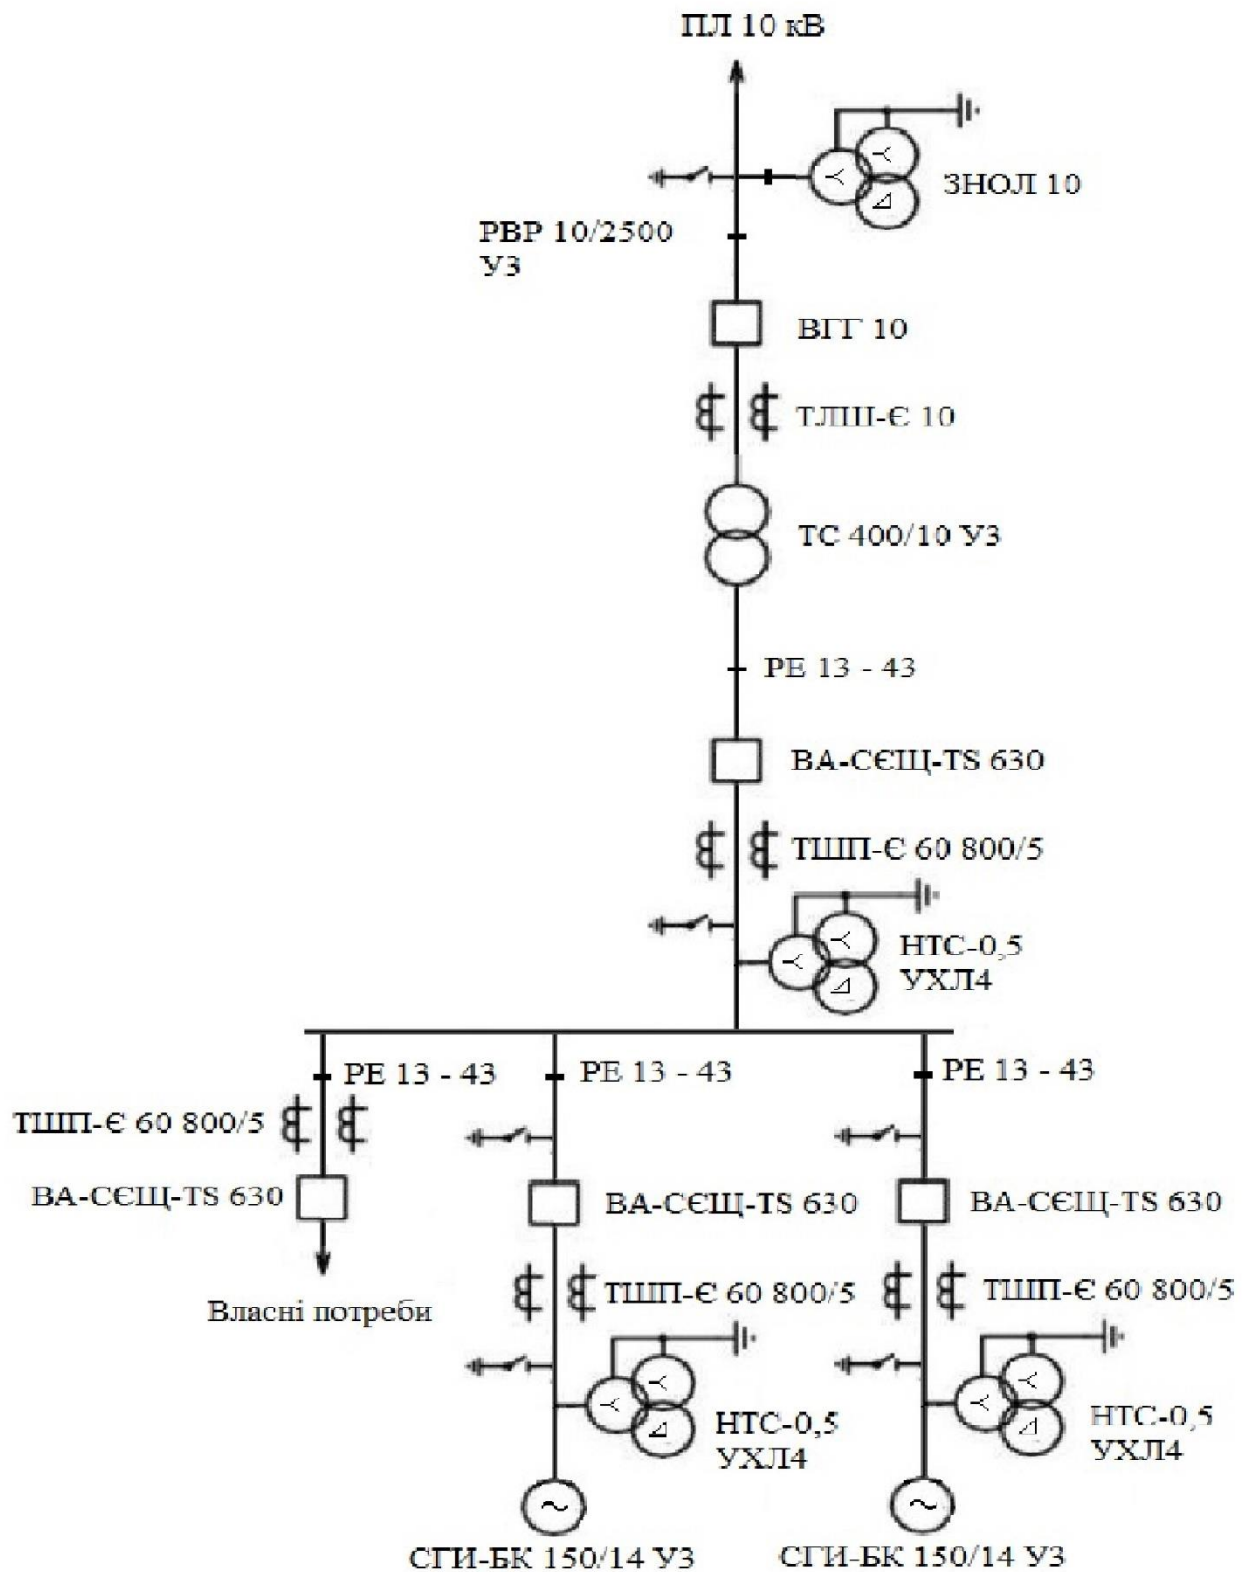 ПЛ 10 кВ
ЗНОЛ 10
РВР 10/2500
У3
ВГГ 10
ТЛШ-Є 10
ТС 400/10 У3
РЕ 13 - 43
ВА-СЄЩ-TS 630
ТШП-Є 60 800/5
НТС-0,5
УХЛ4
РЕ 13 - 43
РЕ 13 - 43
РЕ 13 - 43
ТШП-Є 60 800/5
ВА-СЄЩ-TS 630
ВА-СЄЩ-TS 630
ВА-СЄЩ-TS 630
Власні потреби
ТШП-Є 60 800/5
ТШП-Є 60 800/5
НТС-0,5
УХЛ4
НТС-0,5
УХЛ4
СГИ-БК 150/14 У3
СГИ-БК 150/14 У3